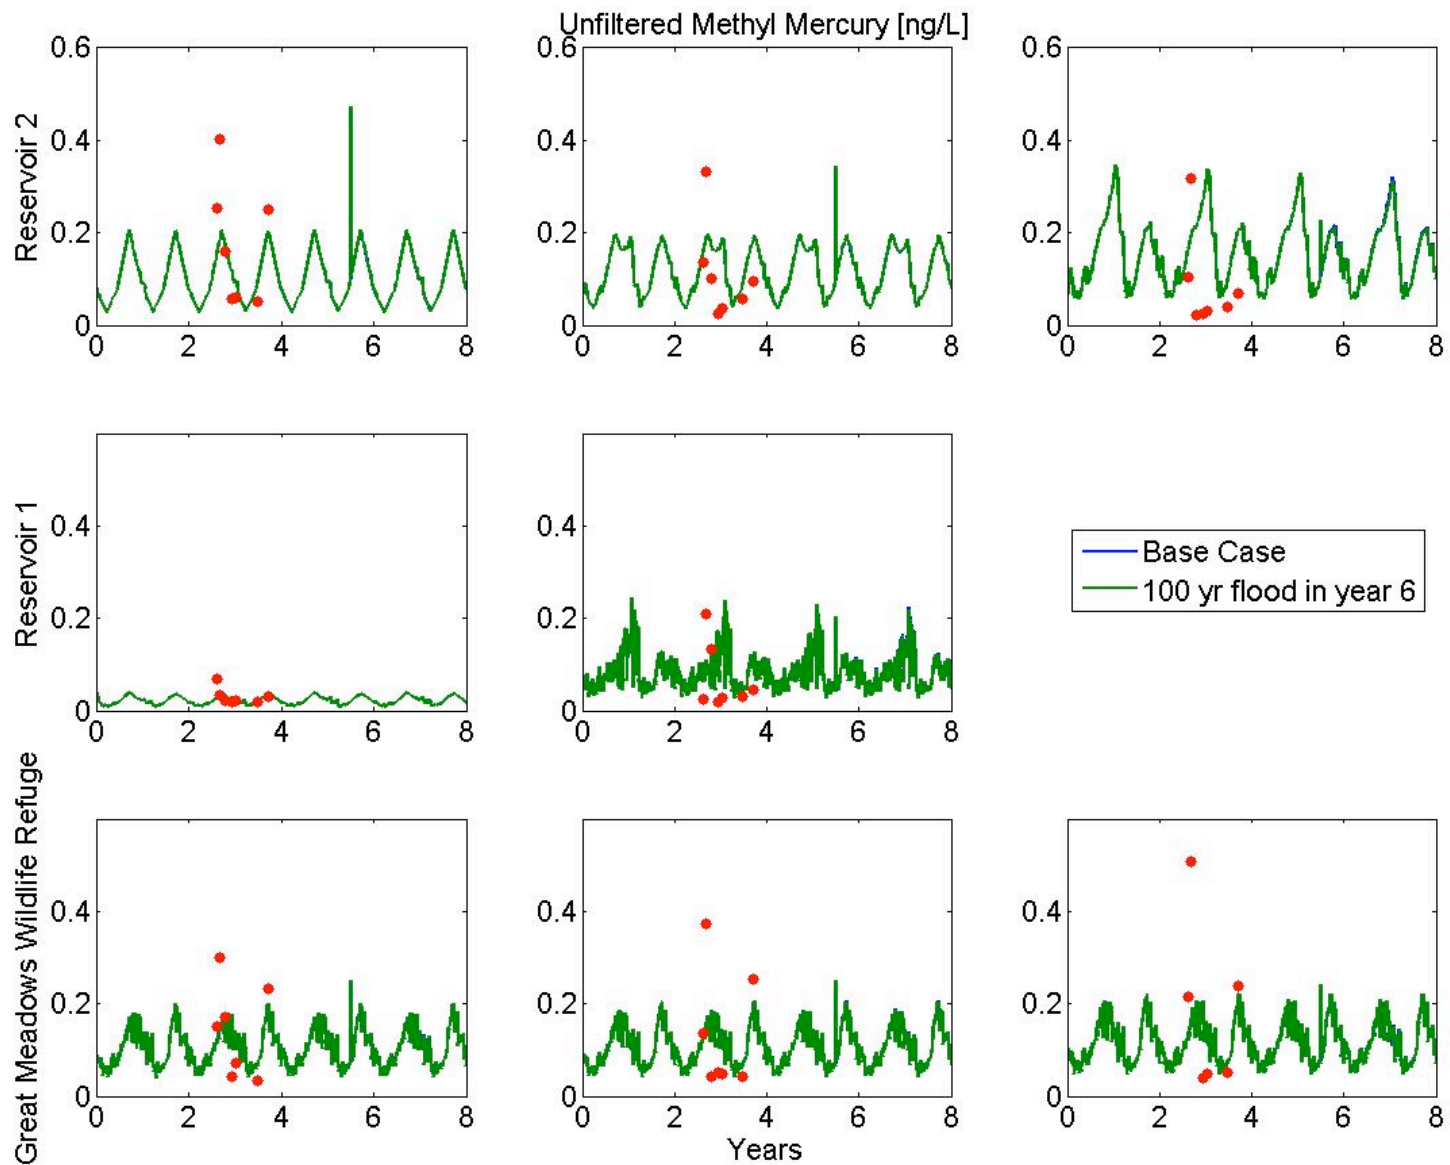 Unfiltered Methyl Mercury [ng/L]
Reservoir 2
0.6
0.4
0.2
0
0 2 4 6 8
0.6
0.4
0.2
0
0 2 4 6 8
0.6
0.4
0.2
0
0 2 4 6 8
Reservoir 1
0.4
0.2
0
0 2 4 6 8
0.4
0.2
0
0 2 4 6 8
Base Case
100 yr flood in year 6
Great Meadows Wildlife Refuge
0.4
0.2
0
0 2 4 6 8
0.4
0.2
0
0 2 4 6 8
0.4
0.2
0
0 2 4 6 8
Years